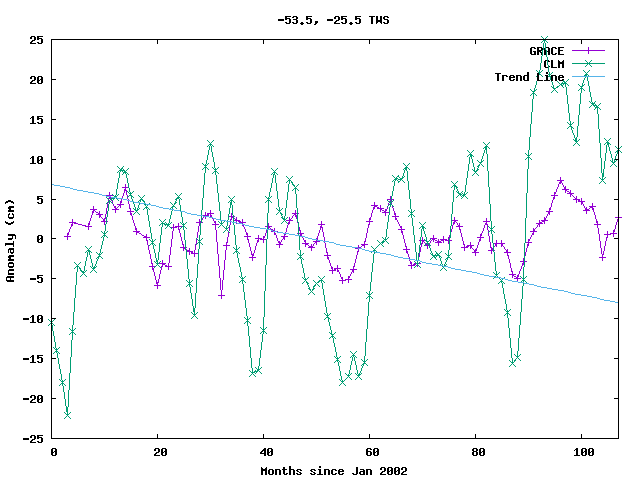 -53.5, -25.5 TWS
GRACE
CLM
Trend Line
Anomaly (cm)
25
20
15
10
5
0
-5
-10
-15
-20
-25
0 20 40 60 80 100
Months since Jan 2002